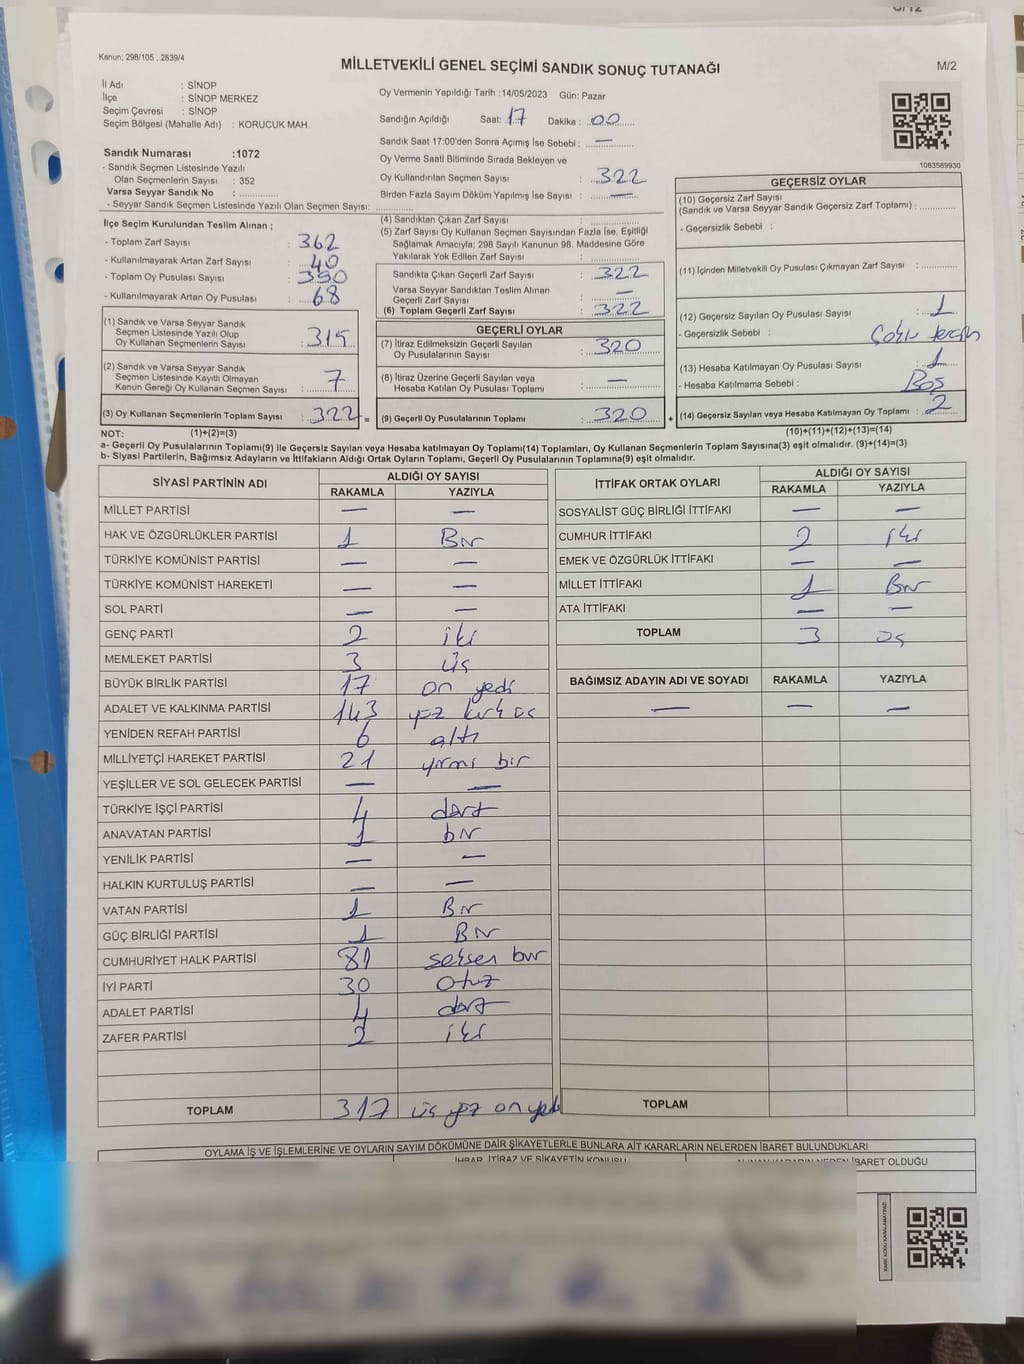 Kanun; 298/105 , 2839/4
MİLLETVEKİLİ GENEL SEÇİMİ SANDIK SONUÇ TUTANAĞI
M/2
İl Adı : SİNOP
İlçe : SİNOP MERKEZ
Seçim Çevresi : SİNOP
Seçim Bölgesi (Mahalle Adı) : KORUCUK MAH.
Sandık Numarası :1072
- Sandık Seçmen Listesinde Yazılı
Olan Seçmenlerin Sayısı : 352
Varsa Seyyar Sandık No :
- Seyyar Sandık Seçmen Listesinde Yazılı Olan Seçmen Sayısı:
Oy Vermenin Yapıldığı Tarih :14/05/2023 Gün: Pazar
Sandığın Açıldığı Saat: 17 Dakika : 00
Sandık Saat 17:00'den Sonra Açımış İse Sebebi : —
Oy Verme Saati Bitiminde Sırada Bekleyen ve
Oy Kullandırılan Seçmen Sayısı : 322
Birden Fazla Sayım Döküm Yapılmış İse Sayısı : —
1083589930
İlçe Seçim Kurulundan Teslim Alınan ;
- Toplam Zarf Sayısı : 362
- Kullanılmayarak Artan Zarf Sayısı : 40
- Toplam Oy Pusulası Sayısı : 390
- Kullanılmayarak Artan Oy Pusulası : 68
(4) Sandıktan Çıkan Zarf Sayısı :
(5) Zarf Sayısı Oy Kullanan Seçmen Sayısından Fazla İse, Eşitliği
Sağlamak Amacıyla; 298 Sayılı Kanunun 98. Maddesine Göre
Yakılarak Yok Edilen Zarf Sayısı :
Sandıkta Çıkan Geçerli Zarf Sayısı : 322
Varsa Seyyar Sandıktan Teslim Alınan
Geçerli Zarf Sayısı : —
(6) Toplam Geçerli Zarf Sayısı : 322
GEÇERSİZ OYLAR
(10) Geçersiz Zarf Sayısı
(Sandık ve Varsa Seyyar Sandık Geçersiz Zarf Toplamı) :
- Geçersizlik Sebebi :
(11) İçinden Milletvekili Oy Pusulası Çıkmayan Zarf Sayısı :
(12) Geçersiz Sayılan Oy Pusulası Sayısı : 1
- Geçersizlik Sebebi : Çoklu tercih
(13) Hesaba Katılmayan Oy Pusulası Sayısı : 1
- Hesaba Katılmama Sebebi : Boş
(14) Geçersiz Sayılan veya Hesaba Katılmayan Oy Toplamı : 2
(1) Sandık ve Varsa Seyyar Sandık
Seçmen Listesinde Yazılı Olup
Oy Kullanan Seçmenlerin Sayısı : 315
(2) Sandık ve Varsa Seyyar Sandık
Seçmen Listesinde Kayıtlı Olmayan
Kanun Gereği Oy Kullanan Seçmen Sayısı : 7
(3) Oy Kullanan Seçmenlerin Toplam Sayısı : 322 =
GEÇERLİ OYLAR
(7) İtiraz Edilmeksizin Geçerli Sayılan
Oy Pusulalarının Sayısı : 320
(8) İtiraz Üzerine Geçerli Sayılan veya
Hesaba Katılan Oy Pusulası Toplamı : —
(9) Geçerli Oy Pusulalarının Toplamı : 320 +
NOT: (1)+(2)=(3) (10)+(11)+(12)+(13)=(14)
a- Geçerli Oy Pusulalarının Toplamı(9) ile Geçersiz Sayılan veya Hesaba katılmayan Oy Toplamı(14) Toplamları, Oy Kullanan Seçmenlerin Toplam Sayısına(3) eşit olmalıdır. (9)+(14)=(3)
b- Siyasi Partilerin, Bağımsız Adayların ve İttifakların Aldığı Ortak Oyların Toplamı, Geçerli Oy Pusulalarının Toplamına(9) eşit olmalıdır.
SİYASİ PARTİNİN ADI ALDIĞI OY SAYISI
RAKAMLA YAZIYLA
MİLLET PARTİSİ — —
HAK VE ÖZGÜRLÜKLER PARTİSİ 1 Bir
TÜRKİYE KOMÜNİST PARTİSİ — —
TÜRKİYE KOMÜNİST HAREKETİ — —
SOL PARTİ — —
GENÇ PARTİ 2 iki
MEMLEKET PARTİSİ 3 üç
BÜYÜK BİRLİK PARTİSİ 17 on yedi
ADALET VE KALKINMA PARTİSİ 143 yüz kırk üç
YENİDEN REFAH PARTİSİ 6 altı
MİLLİYETÇİ HAREKET PARTİSİ 21 yirmi bir
YEŞİLLER VE SOL GELECEK PARTİSİ — —
TÜRKİYE İŞÇİ PARTİSİ 4 dört
ANAVATAN PARTİSİ 1 bir
YENİLİK PARTİSİ — —
HALKIN KURTULUŞ PARTİSİ — —
VATAN PARTİSİ 1 Bir
GÜÇ BİRLİĞİ PARTİSİ 1 Bir
CUMHURİYET HALK PARTİSİ 81 seksen bir
İYİ PARTİ 30 Otuz
ADALET PARTİSİ 4 dört
ZAFER PARTİSİ 2 iki
TOPLAM 317 üç yüz on yedi
İTTİFAK ORTAK OYLARI ALDIĞI OY SAYISI
RAKAMLA YAZIYLA
SOSYALİST GÜÇ BİRLİĞİ İTTİFAKI — —
CUMHUR İTTİFAKI 2 iki
EMEK VE ÖZGÜRLÜK İTTİFAKI — —
MİLLET İTTİFAKI 1 Bir
ATA İTTİFAKI — —
TOPLAM 3 üç
BAĞIMSIZ ADAYIN ADI VE SOYADI RAKAMLA YAZIYLA
— — —
TOPLAM
OYLAMA İŞ VE İŞLEMLERİNE VE OYLARIN SAYIM DÖKÜMÜNE DAİR ŞİKAYETLERLE BUNLARA AİT KARARLARIN NELERDEN İBARET BULUNDUKLARI
İHBAR, İTİRAZ VE ŞİKAYETİN KONUSU
İBARET OLDUĞU
KARE KODU KARALAMAYINIZ!